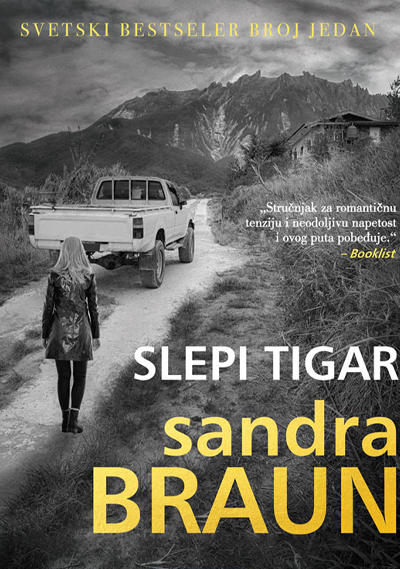 SVETSKI BESTSELER BROJ JEDAN
„Stručnjak za romantičnu
tenziju i neodoljivu napetost
i ovog puta pobeđuje.“
– Booklist
SLEPI TIGAR
sandra
BRAUN